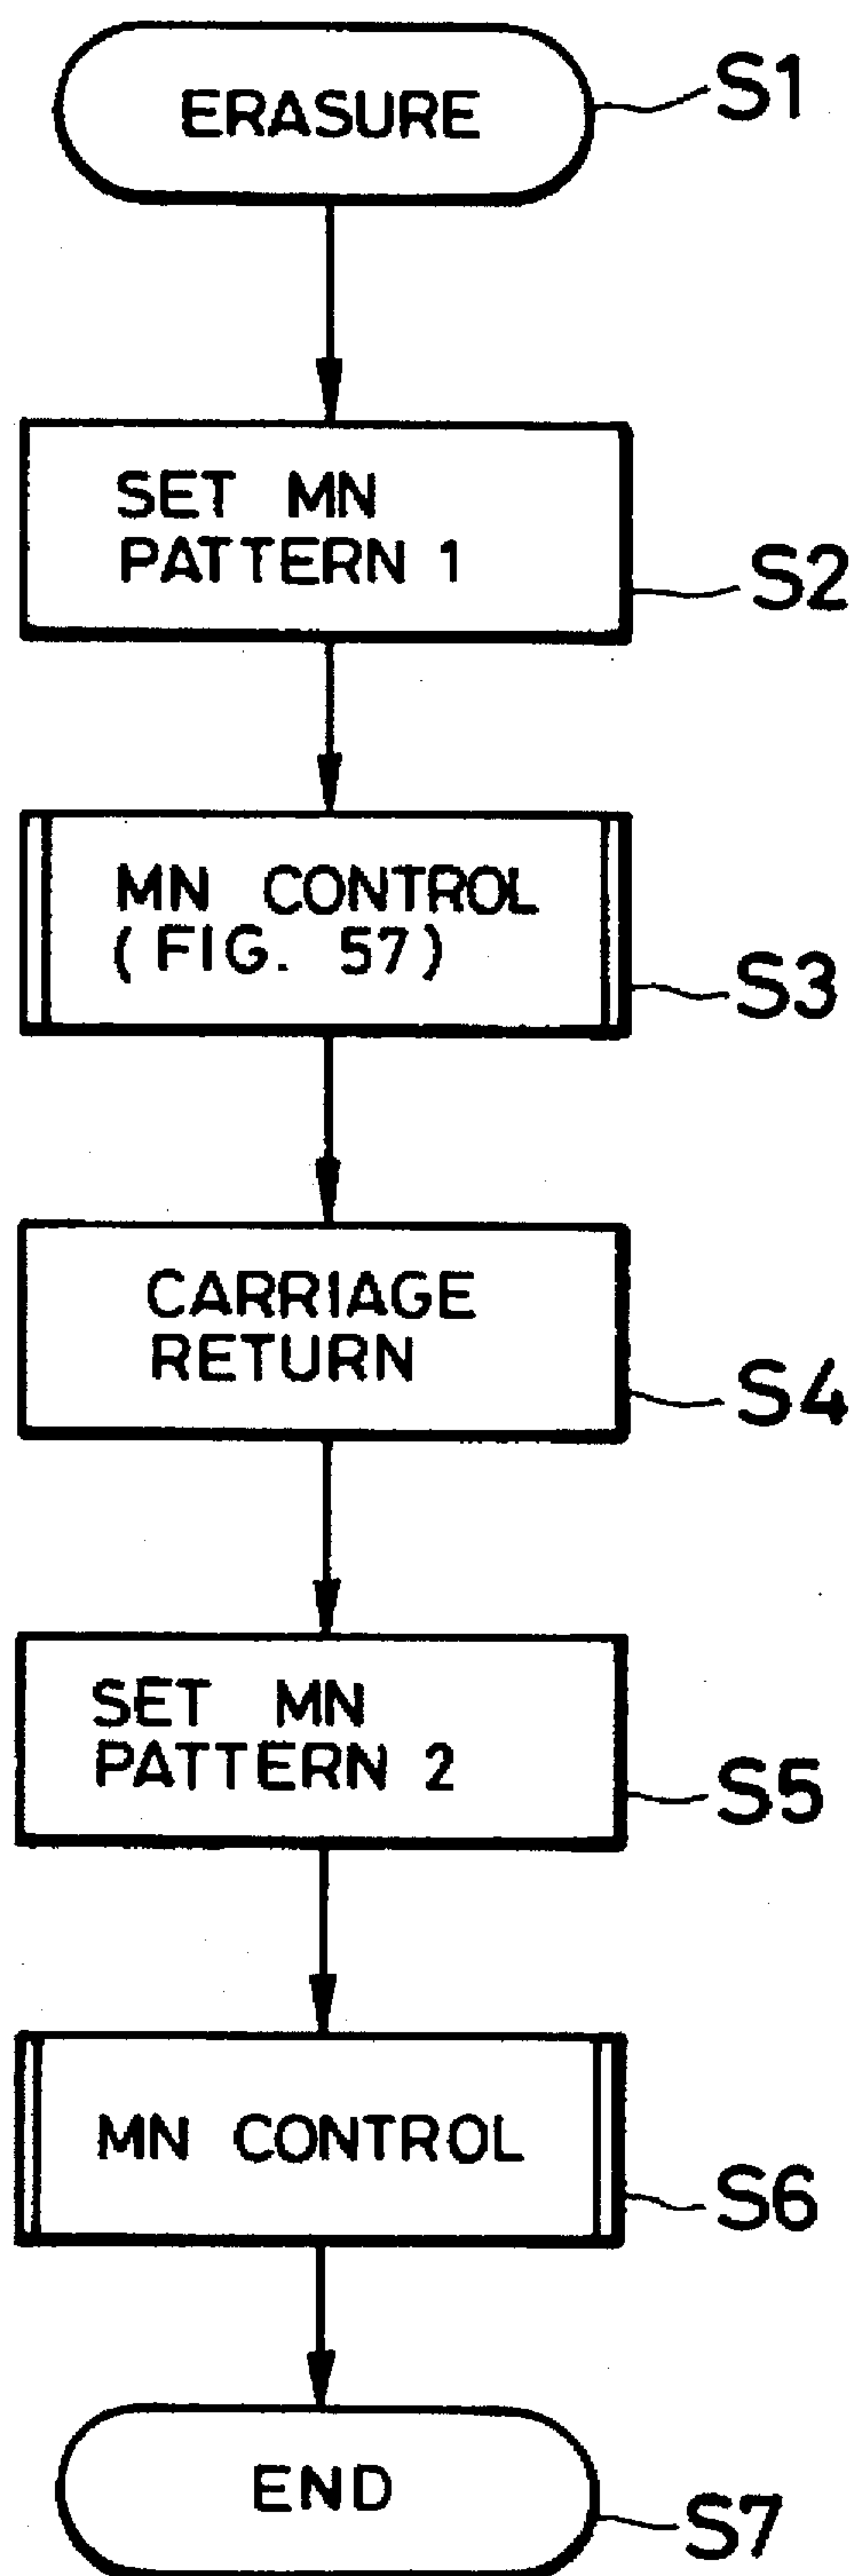 ERASURE
S1
SET MN
PATTERN 1
S2
MN CONTROL
(FIG. 57)
S3
CARRIAGE
RETURN
S4
SET MN
PATTERN 2
S5
MN CONTROL
S6
END
S7